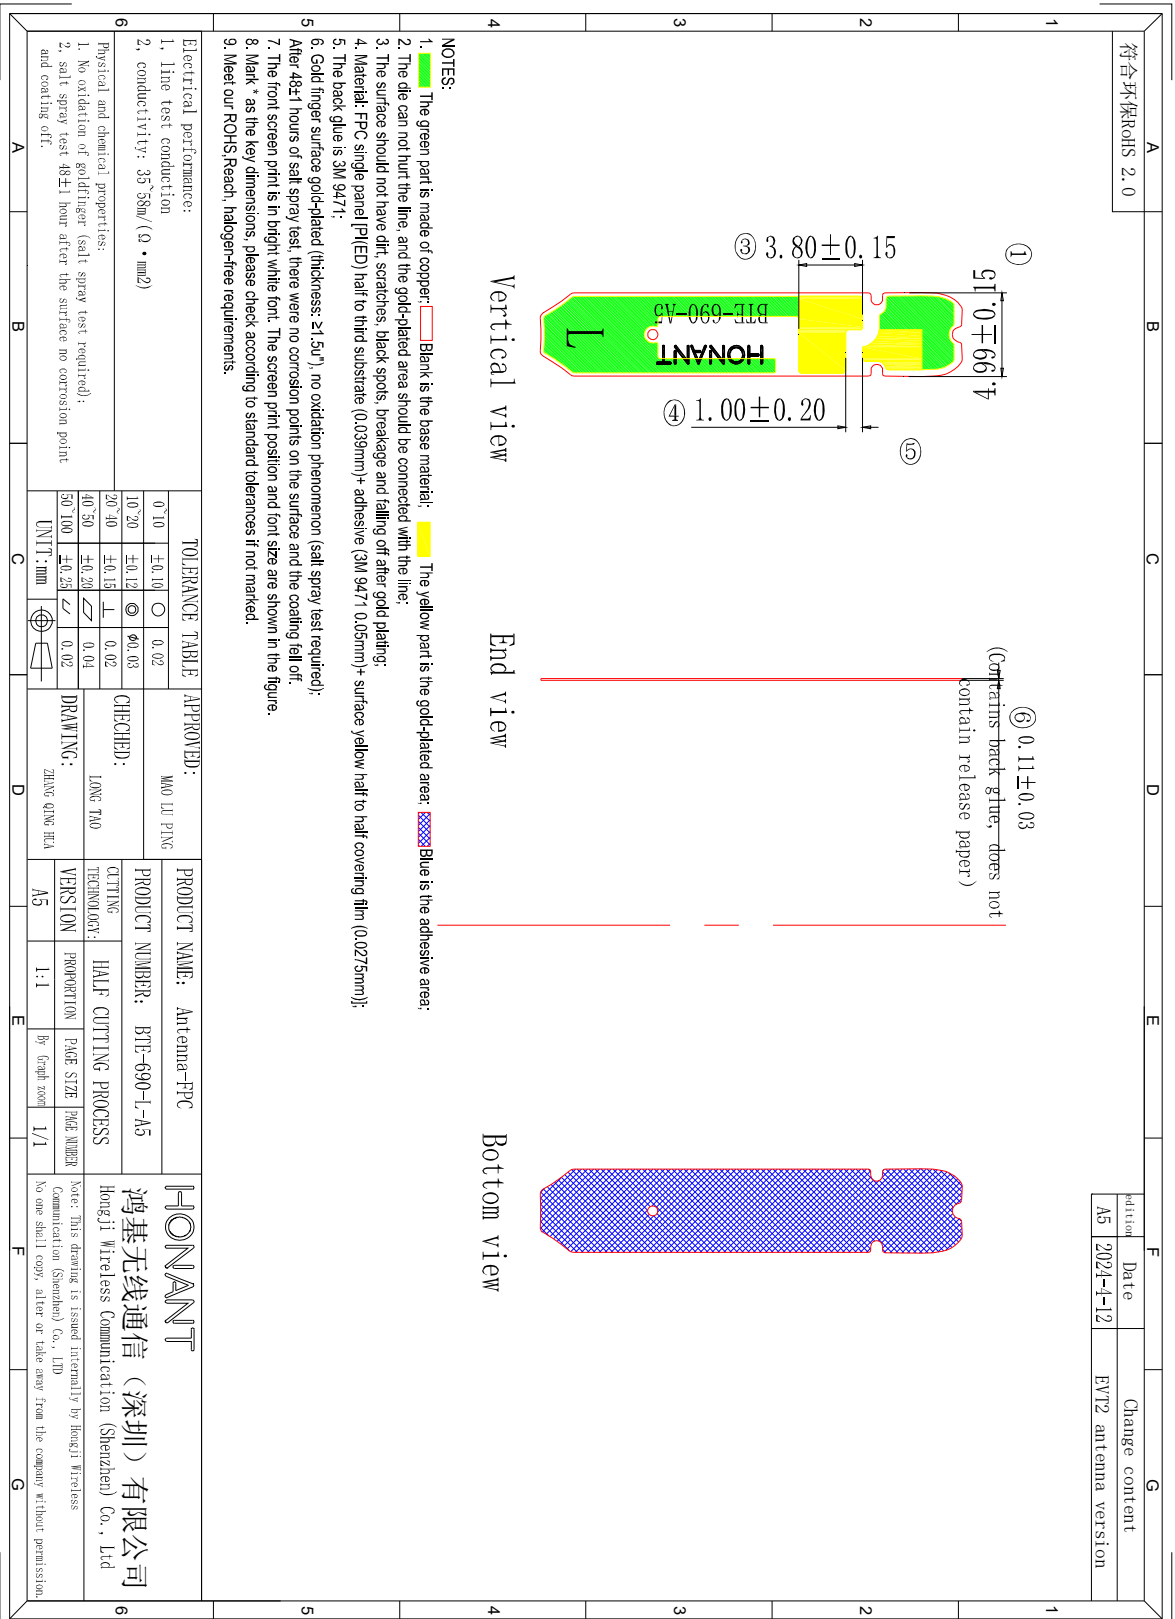 符合环保RoHS 2.0
A
B
C
D
E
F
G
1
2
3
4
5
6
edition
Date
Change content
A5
2024-4-12
EVT2 antenna version
① 4.99±0.15
③ 3.80±0.15
④ 1.00±0.20
⑤
BTE-690-A5
HONANT
L
⑥ 0.11±0.03
(Contains back glue, does not
contain release paper)
Vertical view
End view
Bottom view
NOTES:
1. The green part is made of copper; Blank is the base material; The yellow part is the gold-plated area; Blue is the adhesive area;
2. The die can not hurt the line, and the gold-plated area should be connected with the line;
3. The surface should not have dirt, scratches, black spots, breakage and falling off after gold plating;
4. Material: FPC single panel [PI(ED) half to third substrate (0.039mm)+ adhesive (3M 9471 0.05mm)+ surface yellow half to half covering film (0.0275mm)];
5. The back glue is 3M 9471;
6. Gold finger surface gold-plated (thickness: ≥1.5u"), no oxidation phenomenon (salt spray test required);
After 48±1 hours of salt spray test, there were no corrosion points on the surface and the coating fell off.
7. The front screen print is in bright white font. The screen print position and font size are shown in the figure.
8. Mark * as the key dimensions, please check according to standard tolerances if not marked.
9. Meet our ROHS,Reach, halogen-free requirements.
Electrical performance:
1, line test conduction
2, conductivity: 35~58m/(Ω·mm2)
Physical and chemical properties:
1. No oxidation of goldfinger (salt spray test required);
2, salt spray test 48±1 hour after the surface no corrosion point
and coating off.
TOLERANCE TABLE
0~10 ±0.10 ○ 0.02
10~20 ±0.12 ◎ Φ0.03
20~40 ±0.15 ⊥ 0.02
40~50 ±0.20 ▱ 0.04
50~100 ±0.25 0.02
UNIT:mm
APPROVED:
MAO LU PING
CHECHED:
LONG TAO
DRAWING:
ZHANG QING HUA
PRODUCT NAME: Antenna-FPC
PRODUCT NUMBER: BTE-690-L-A5
CUTTING
TECHNOLOGY:
HALF CUTTING PROCESS
VERSION
PROPORTION
PAGE SIZE
PAGE NUMBER
A5
1:1
By Graph zoom
1/1
HONANT
鸿基无线通信（深圳）有限公司
Hongji Wireless Communication (Shenzhen) Co., Ltd
Note: This drawing is issued internally by Hongji Wireless
Communication (Shenzhen) Co., LTD
No one shall copy, alter or take away from the company without permission.
A
B
C
D
E
F
G
1
2
3
4
5
6